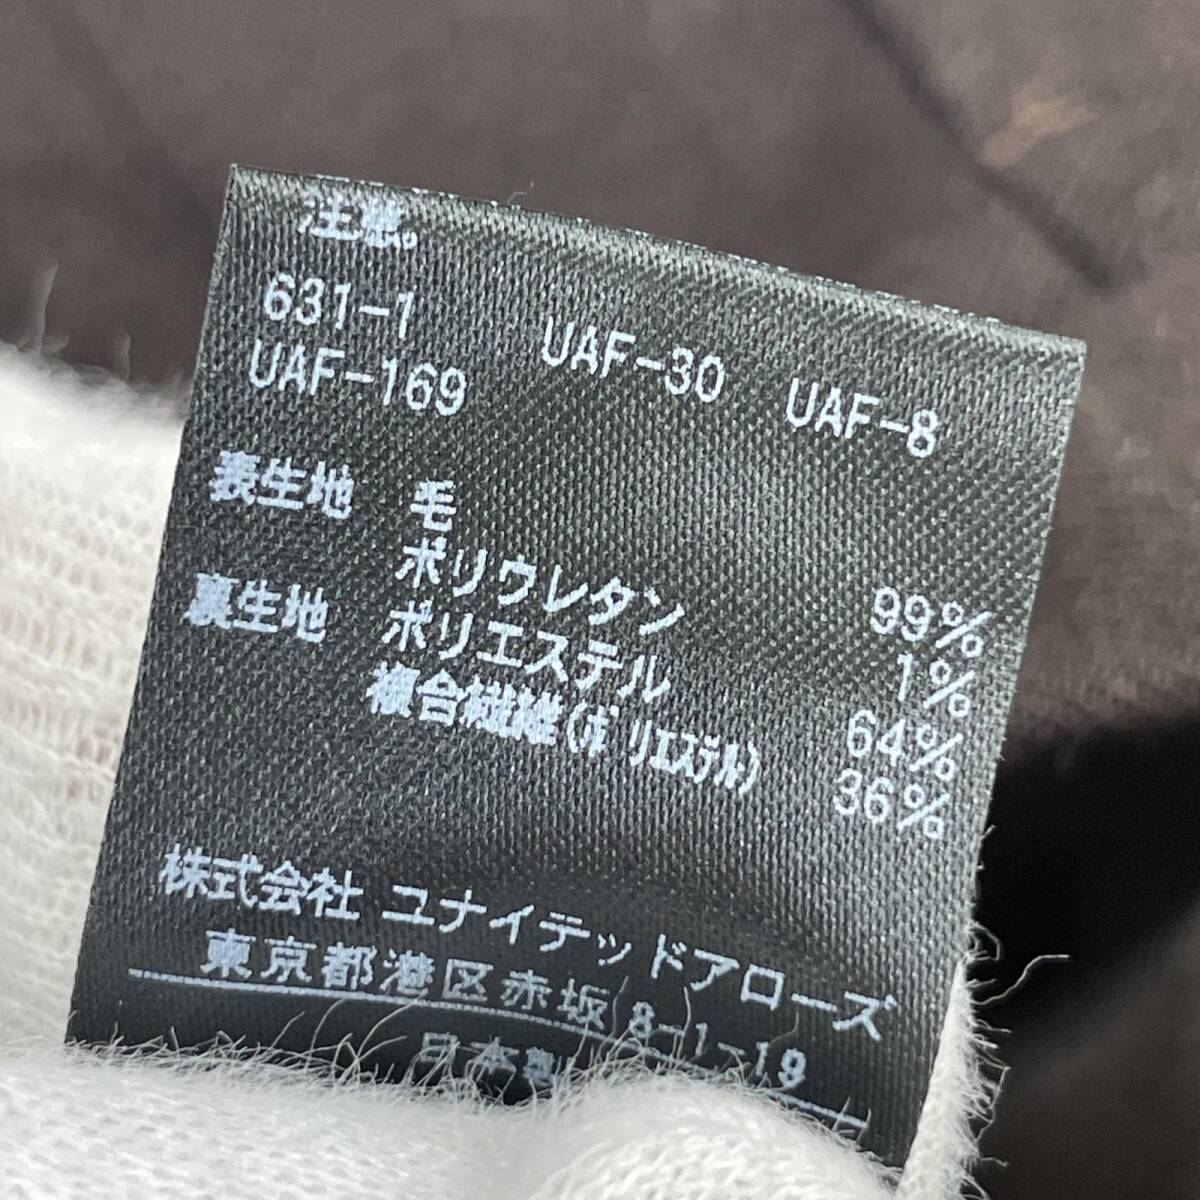 注意。
631-1 UAF-30 UAF-8
UAF-169
表生地 毛 99%
ポリウレタン 1%
裏生地 ポリエステル 64%
複合繊維(ポリエステル) 36%
株式会社 ユナイテッドアローズ
東京都港区赤坂8-1-19
日本製